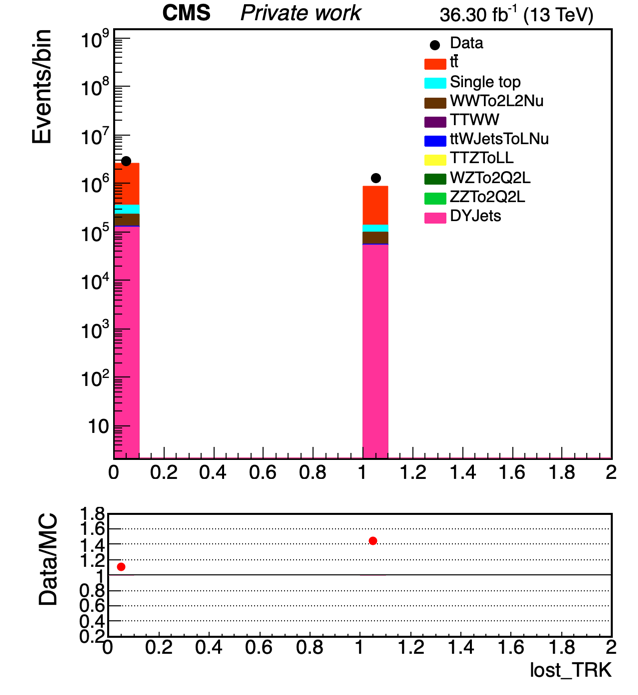 CMS Private work 36.30 fb⁻¹ (13 TeV)
Events/bin
10⁹
10⁸
10⁷
10⁶
10⁵
10⁴
10³
10²
10
Data
tt̄
Single top
WWTo2L2Nu
TTWW
ttWJetsToLNu
TTZToLL
WZTo2Q2L
ZZTo2Q2L
DYJets
0 0.2 0.4 0.6 0.8 1 1.2 1.4 1.6 1.8 2
Data/MC
1.8
1.6
1.4
1.2
1
0.8
0.6
0.4
0.2
0 0.2 0.4 0.6 0.8 1 1.2 1.4 1.6 1.8 2
lost_TRK